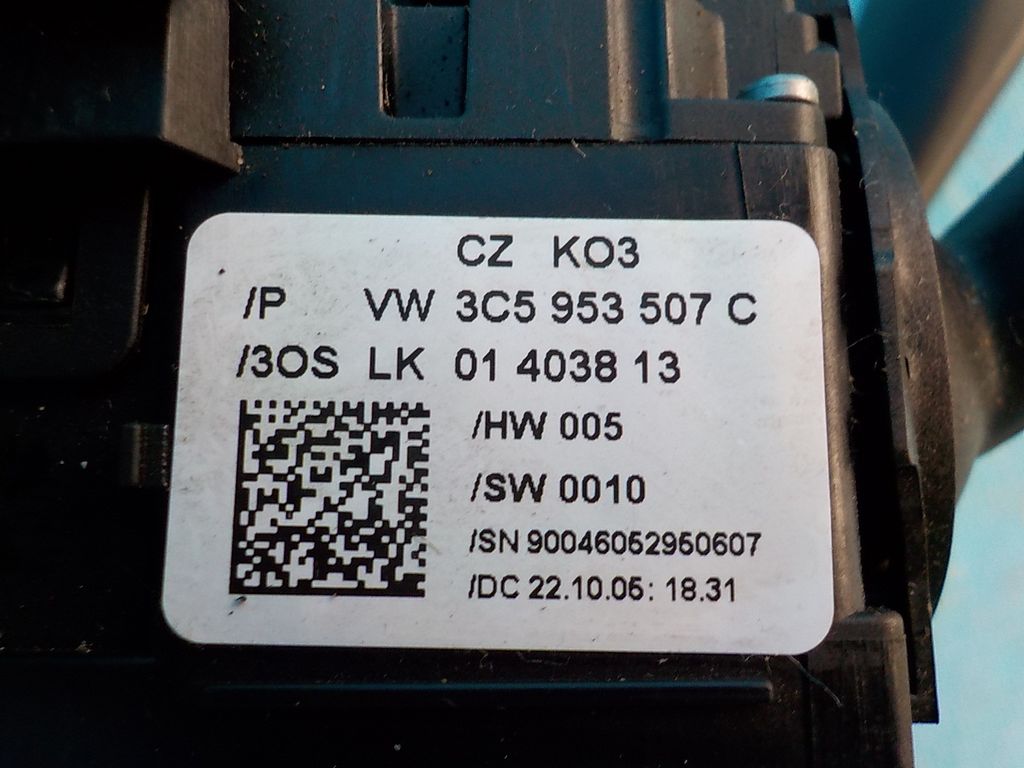 CZ KO3
/P VW 3C5 953 507 C
/3OS LK 01 4038 13
/HW 005
/SW 0010
/SN 90046052950607
/DC 22.10.05: 18.31